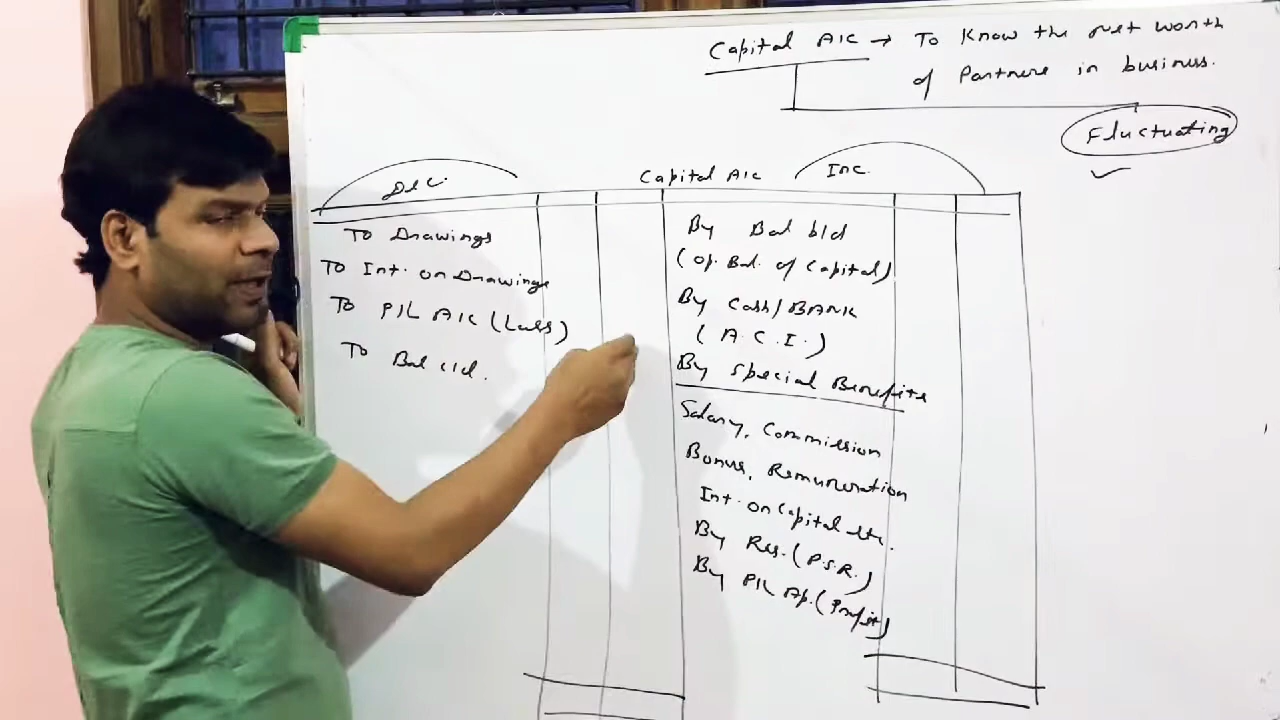 Capital A/C → To Know the net worth
of Partners in business.
Fluctuating
Dec.
Capital A/C
Inc.
To Drawings
To Int. on Drawings
To P/L A/C (Loss)
To Bal c/d.
By Bal b/d
(Op. Bal. of Capital)
By Cash/BANK
(A.C.I.)
By Special Benefits
Salary, Commission
Bonus, Remuneration
Int. on Capital etc.
By Res. (P.S.R.)
By P/L Ap. (Profit)